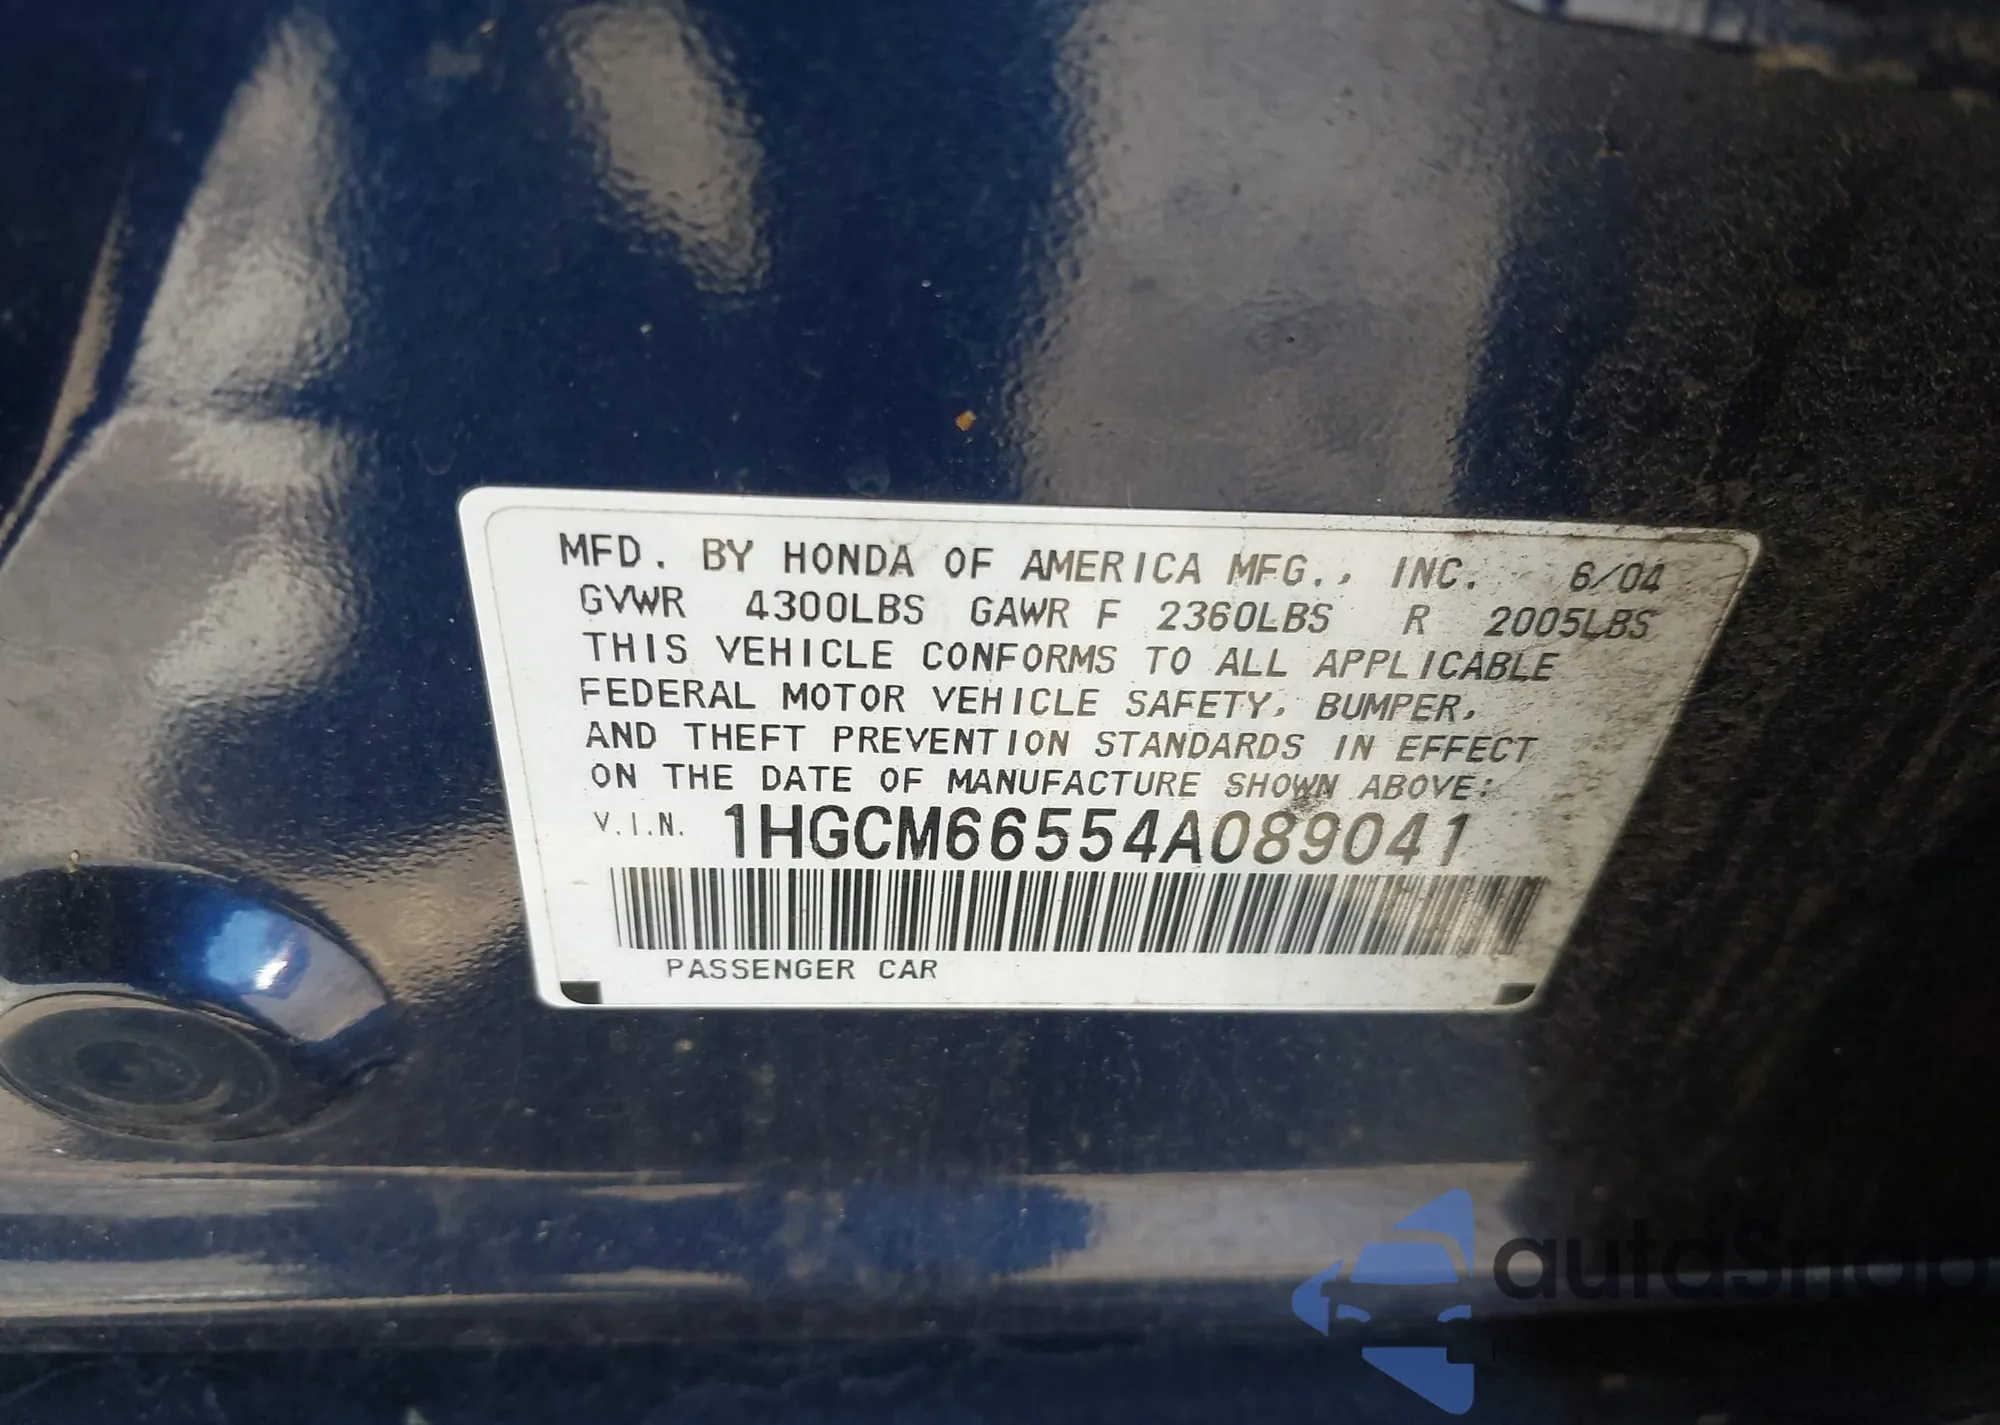 MFD. BY HONDA OF AMERICA MFG., INC. 6/04
GVWR 4300LBS GAWR F 2360LBS R 2005LBS
THIS VEHICLE CONFORMS TO ALL APPLICABLE
FEDERAL MOTOR VEHICLE SAFETY, BUMPER,
AND THEFT PREVENTION STANDARDS IN EFFECT
ON THE DATE OF MANUFACTURE SHOWN ABOVE:
V.I.N. 1HGCM66554A089041
PASSENGER CAR
autaSnap